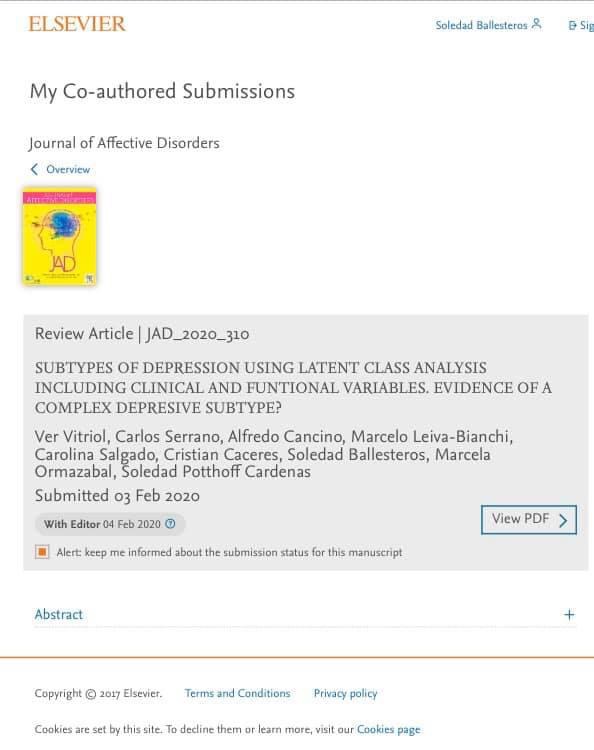 ELSEVIER
Soledad Ballesteros
Sig
My Co-authored Submissions
Journal of Affective Disorders
Overview
AFFECTIVE DISORDERS
JAD
Review Article | JAD_2020_310
SUBTYPES OF DEPRESSION USING LATENT CLASS ANALYSIS
INCLUDING CLINICAL AND FUNTIONAL VARIABLES. EVIDENCE OF A
COMPLEX DEPRESIVE SUBTYPE?
Ver Vitriol, Carlos Serrano, Alfredo Cancino, Marcelo Leiva-Bianchi,
Carolina Salgado, Cristian Caceres, Soledad Ballesteros, Marcela
Ormazabal, Soledad Potthoff Cardenas
Submitted 03 Feb 2020
With Editor 04 Feb 2020 ?
View PDF
Alert: keep me informed about the submission status for this manuscript
Abstract +
Copyright © 2017 Elsevier. Terms and Conditions Privacy policy
Cookies are set by this site. To decline them or learn more, visit our Cookies page